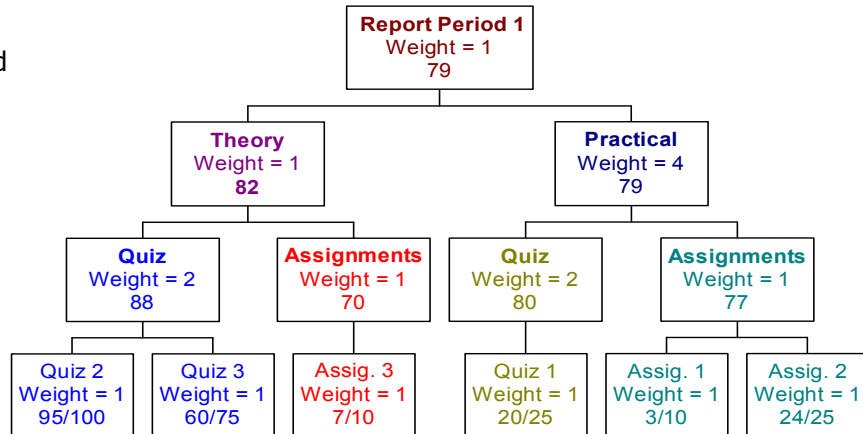 d
Report Period 1
Weight = 1
79
Theory
Weight = 1
82
Practical
Weight = 4
79
Quiz
Weight = 2
88
Assignments
Weight = 1
70
Quiz
Weight = 2
80
Assignments
Weight = 1
77
Quiz 2
Weight = 1
95/100
Quiz 3
Weight = 1
60/75
Assig. 3
Weight = 1
7/10
Quiz 1
Weight = 1
20/25
Assig. 1
Weight = 1
3/10
Assig. 2
Weight = 1
24/25